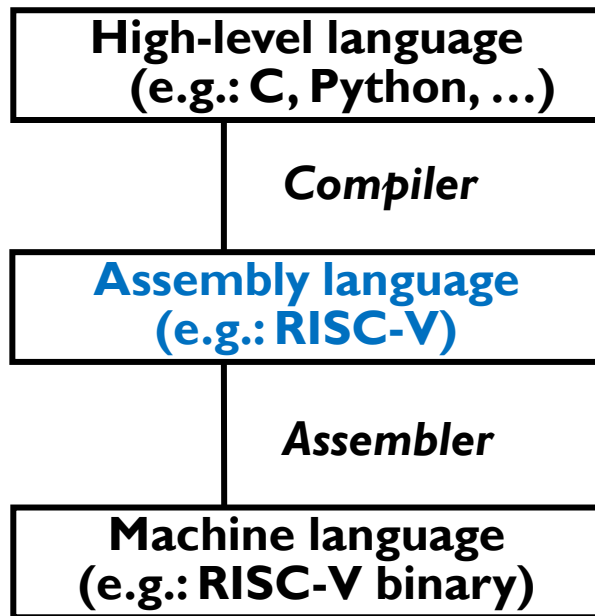 High-level language
(e.g.: C, Python, …)
Compiler
Assembly language
(e.g.: RISC-V)
Assembler
Machine language
(e.g.: RISC-V binary)